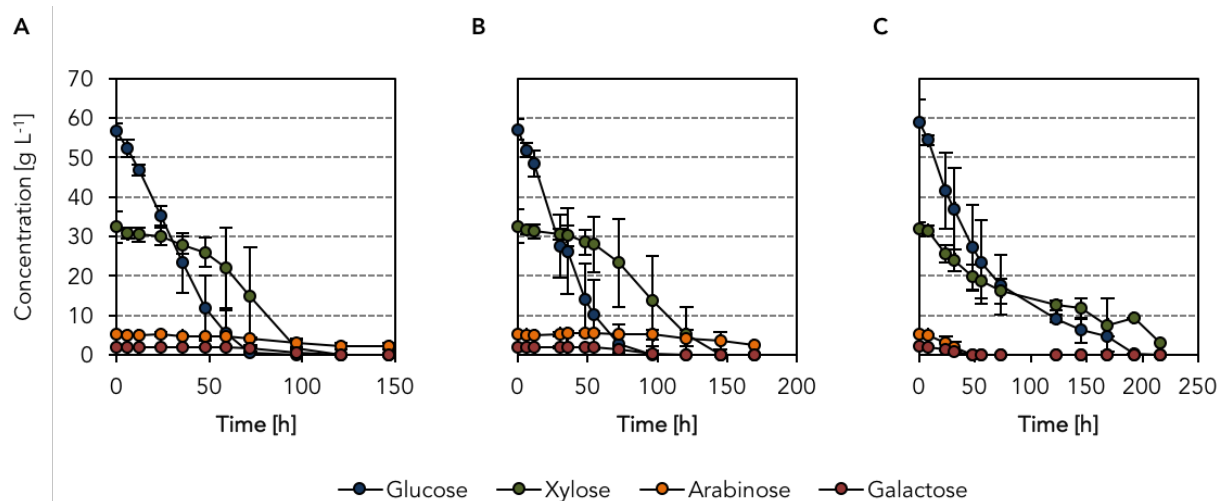 A
B
C
Concentration [g L-1]
70
60
50
40
30
20
10
0
0 50 100 150
Time [h]
0 50 100 150 200
Time [h]
0 50 100 150 200 250
Time [h]
Glucose Xylose Arabinose Galactose